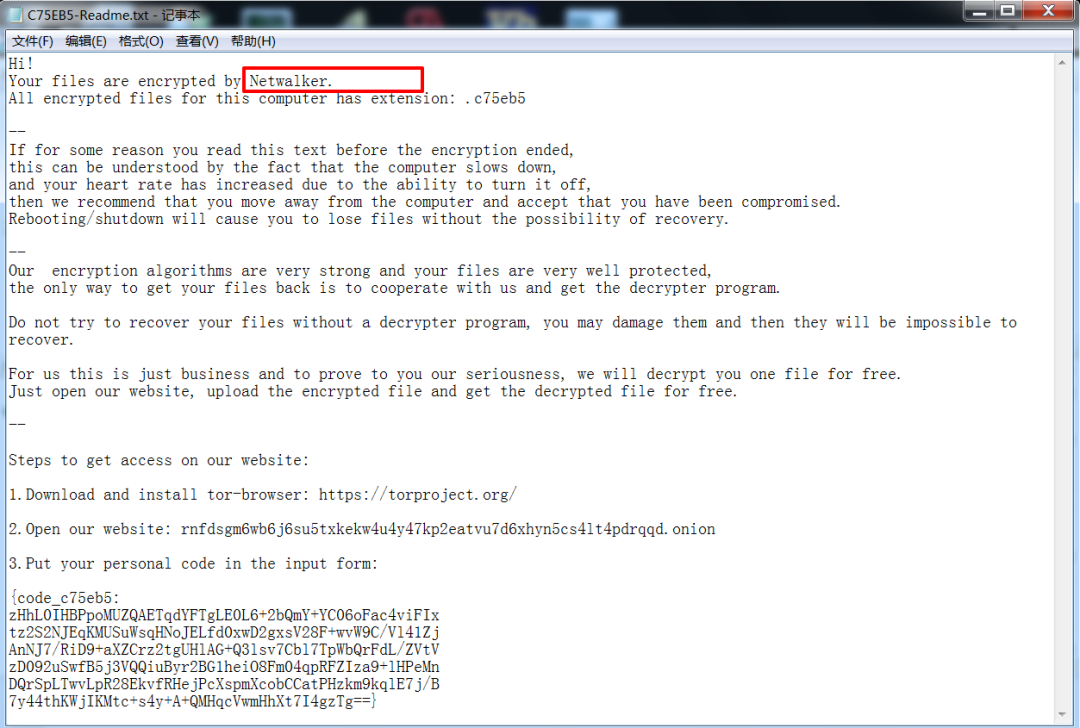 C75EB5-Readme.txt - 记事本
文件(F) 编辑(E) 格式(O) 查看(V) 帮助(H)
Hi!
Your files are encrypted by Netwalker.
All encrypted files for this computer has extension: .c75eb5
--
If for some reason you read this text before the encryption ended,
this can be understood by the fact that the computer slows down,
and your heart rate has increased due to the ability to turn it off,
then we recommend that you move away from the computer and accept that you have been compromised.
Rebooting/shutdown will cause you to lose files without the possibility of recovery.
--
Our  encryption algorithms are very strong and your files are very well protected,
the only way to get your files back is to cooperate with us and get the decrypter program.
Do not try to recover your files without a decrypter program, you may damage them and then they will be impossible to
recover.
For us this is just business and to prove to you our seriousness, we will decrypt you one file for free.
Just open our website, upload the encrypted file and get the decrypted file for free.
--
Steps to get access on our website:
1.Download and install tor-browser: https://torproject.org/
2.Open our website: rnfdsgm6wb6j6su5txkekw4u4y47kp2eatvu7d6xhyn5cs4lt4pdrqqd.onion
3.Put your personal code in the input form:
{code_c75eb5:
zHhL0IHBPpoMUZQAETqdYFTgLE0L6+2bQmY+YC06oFac4viFIx
tz2S2NJEqKMUSuWsqHNoJELfd0xwD2gxsV28F+wvW9C/Vl41Zj
AnNJ7/RiD9+aXZCrz2tgUHlAG+Q3lsv7Cbl7TpWbQrFdL/ZVtV
zD092uSwfB5j3VQQiuByr2BG1heiO8Fm04qpRFZIza9+lHPeMn
DQrSpLTwvLpR28EkvfRHejPcXspmXcobCCatPHzkm9kqlE7j/B
7y44thKWjIKMtc+s4y+A+QMHqcVwmHhXt7I4gzTg==}